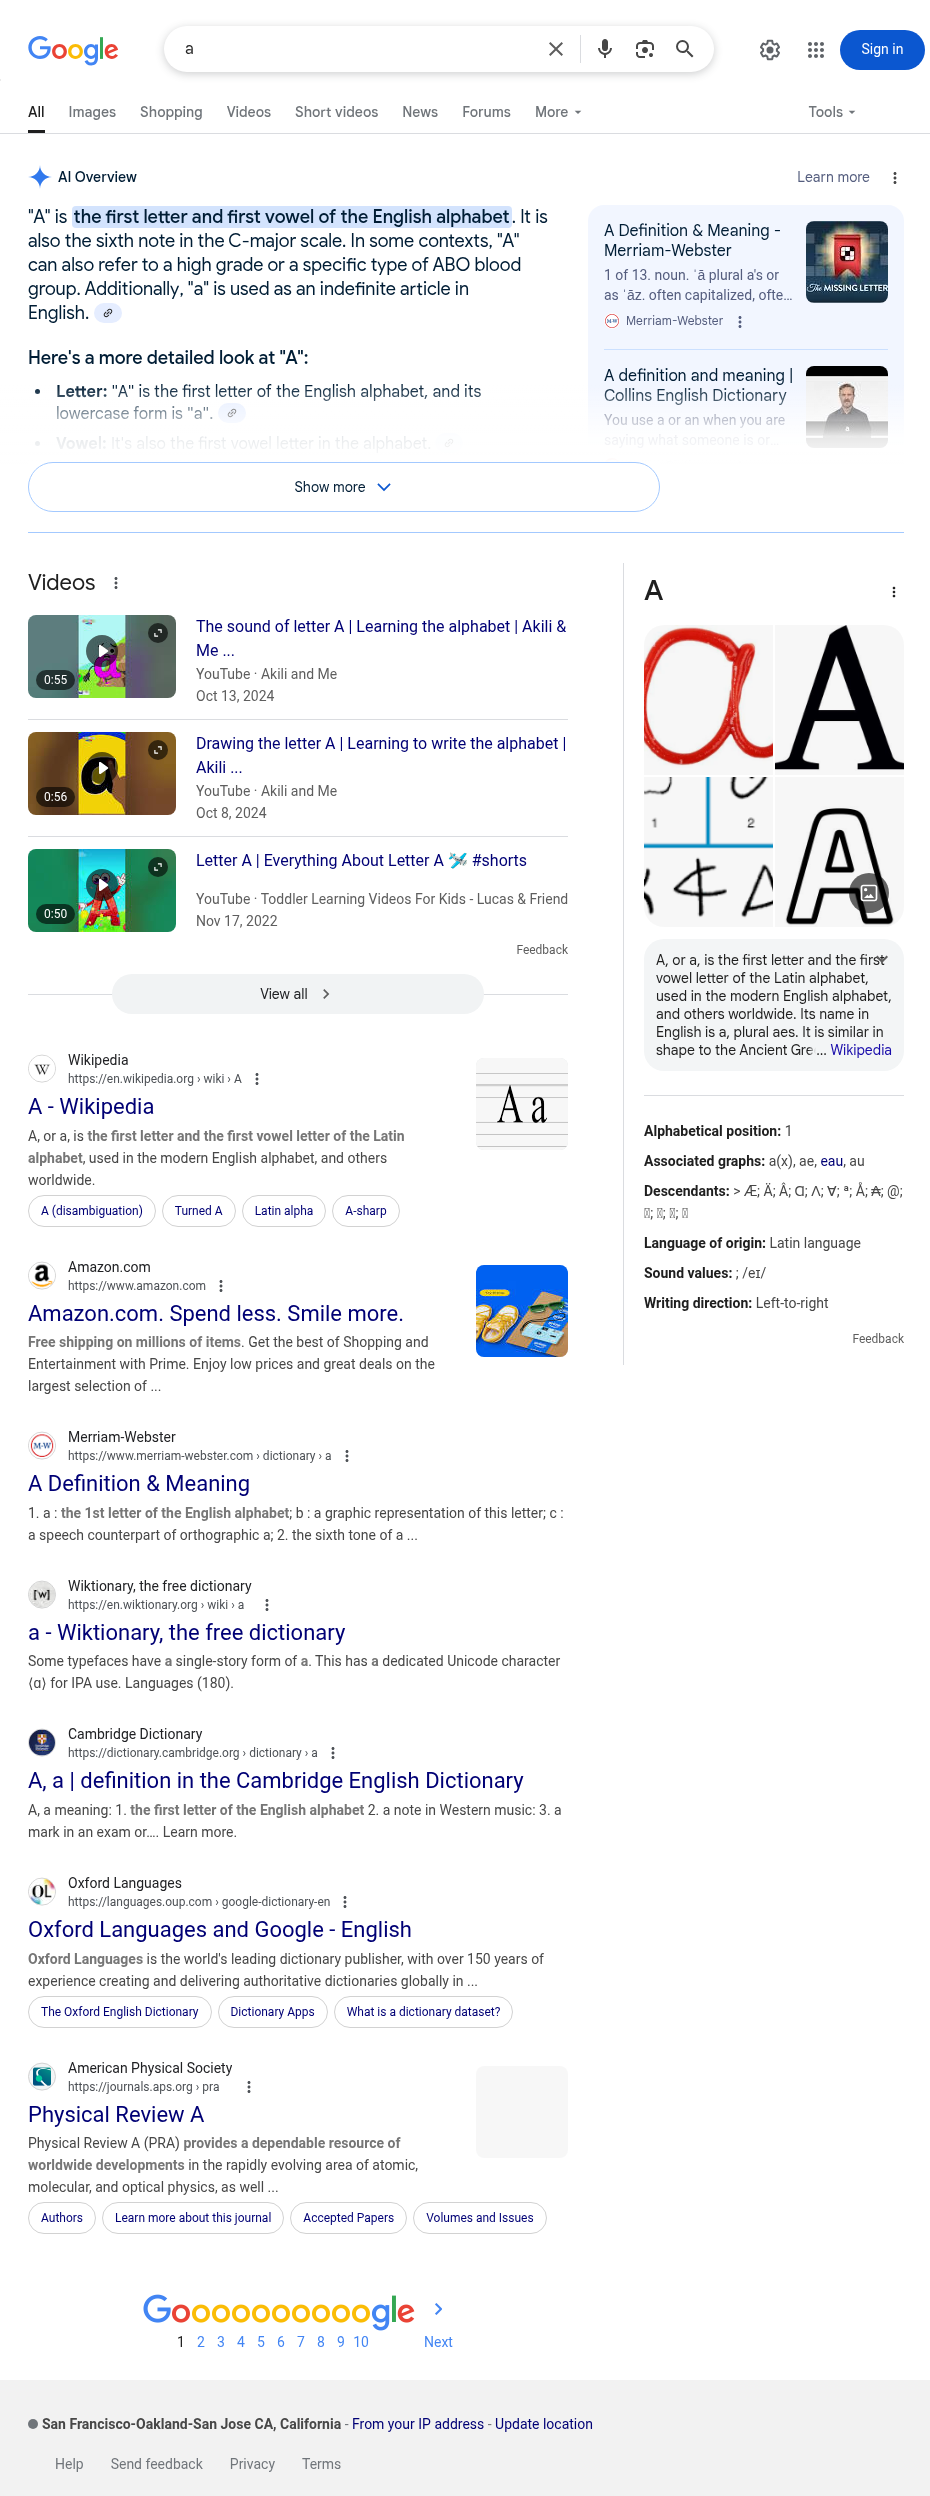 Google
a
Sign in
All Images Shopping Videos Short videos News Forums More Tools
AI Overview
Learn more
"A" is the first letter and first vowel of the English alphabet. It is
also the sixth note in the C-major scale. In some contexts, "A"
can also refer to a high grade or a specific type of ABO blood
group. Additionally, "a" is used as an indefinite article in
English.
Here's a more detailed look at "A":
• Letter: "A" is the first letter of the English alphabet, and its
lowercase form is "a".
• Vowel: It's also the first vowel letter in the alphabet.
A Definition & Meaning -
Merriam-Webster
1 of 13. noun. ˈā plural a's or
as ˈāz. often capitalized, ofte...
Merriam-Webster
The MISSING LETTER
A definition and meaning |
Collins English Dictionary
You use a or an when you are
saying what someone is or...
a
Show more
Videos
0:55
The sound of letter A | Learning the alphabet | Akili &
Me ...
YouTube · Akili and Me
Oct 13, 2024
0:56
a
Drawing the letter A | Learning to write the alphabet |
Akili ...
YouTube · Akili and Me
Oct 8, 2024
0:50
A
Letter A | Everything About Letter A 🛩️ #shorts
YouTube · Toddler Learning Videos For Kids - Lucas & Friend
Nov 17, 2022
Feedback
View all
W
Wikipedia
https://en.wikipedia.org › wiki › A
A - Wikipedia
A, or a, is the first letter and the first vowel letter of the Latin
alphabet, used in the modern English alphabet, and others
worldwide.
A a
A (disambiguation) Turned A Latin alpha A-sharp
a
Amazon.com
https://www.amazon.com
Amazon.com. Spend less. Smile more.
Free shipping on millions of items. Get the best of Shopping and
Entertainment with Prime. Enjoy low prices and great deals on the
largest selection of ...
M-W
Merriam-Webster
https://www.merriam-webster.com › dictionary › a
A Definition & Meaning
1. a : the 1st letter of the English alphabet; b : a graphic representation of this letter; c :
a speech counterpart of orthographic a; 2. the sixth tone of a ...
[w]
Wiktionary, the free dictionary
https://en.wiktionary.org › wiki › a
a - Wiktionary, the free dictionary
Some typefaces have a single-story form of a. This has a dedicated Unicode character
⟨ɑ⟩ for IPA use. Languages (180).
Cambridge Dictionary
https://dictionary.cambridge.org › dictionary › a
A, a | definition in the Cambridge English Dictionary
A, a meaning: 1. the first letter of the English alphabet 2. a note in Western music: 3. a
mark in an exam or…. Learn more.
OL
Oxford Languages
https://languages.oup.com › google-dictionary-en
Oxford Languages and Google - English
Oxford Languages is the world's leading dictionary publisher, with over 150 years of
experience creating and delivering authoritative dictionaries globally in ...
The Oxford English Dictionary Dictionary Apps What is a dictionary dataset?
American Physical Society
https://journals.aps.org › pra
Physical Review A
Physical Review A (PRA) provides a dependable resource of
worldwide developments in the rapidly evolving area of atomic,
molecular, and optical physics, as well ...
Authors Learn more about this journal Accepted Papers Volumes and Issues
A
a
A
1 2
A
A, or a, is the first letter and the first
vowel letter of the Latin alphabet,
used in the modern English alphabet,
and others worldwide. Its name in
English is a, plural aes. It is similar in
shape to the Ancient Gre ... Wikipedia
Alphabetical position: 1
Associated graphs: a(x), ae, eau, au
Descendants: > Æ; Ä; Â; Ɑ; Ʌ; Ɐ; ª; Å; ₳; @;
Language of origin: Latin language
Sound values: ; /eɪ/
Writing direction: Left-to-right
Feedback
Goooooooooogle
1 2 3 4 5 6 7 8 9 10 Next
San Francisco-Oakland-San Jose CA, California - From your IP address - Update location
Help Send feedback Privacy Terms